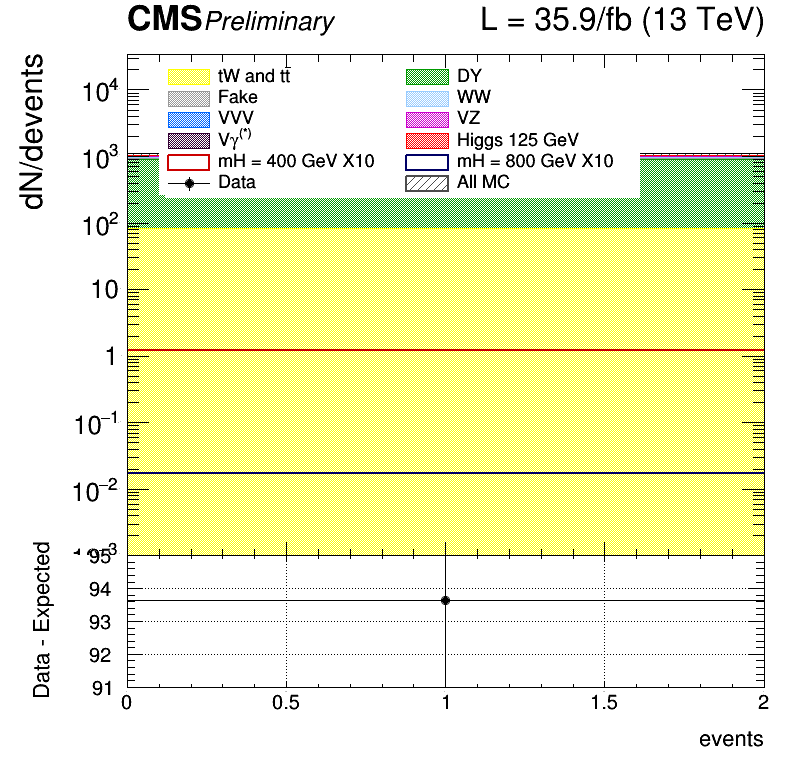 CMS Preliminary L = 35.9/fb (13 TeV)
dN/devents
tW and tt̄ DY
Fake WW
VVV VZ
Vγ(*) Higgs 125 GeV
mH = 400 GeV X10 mH = 800 GeV X10
Data All MC
10⁴
10³
10²
10
1
10⁻¹
10⁻²
Data - Expected
95
94
93
92
91
0 0.5 1 1.5 2
events